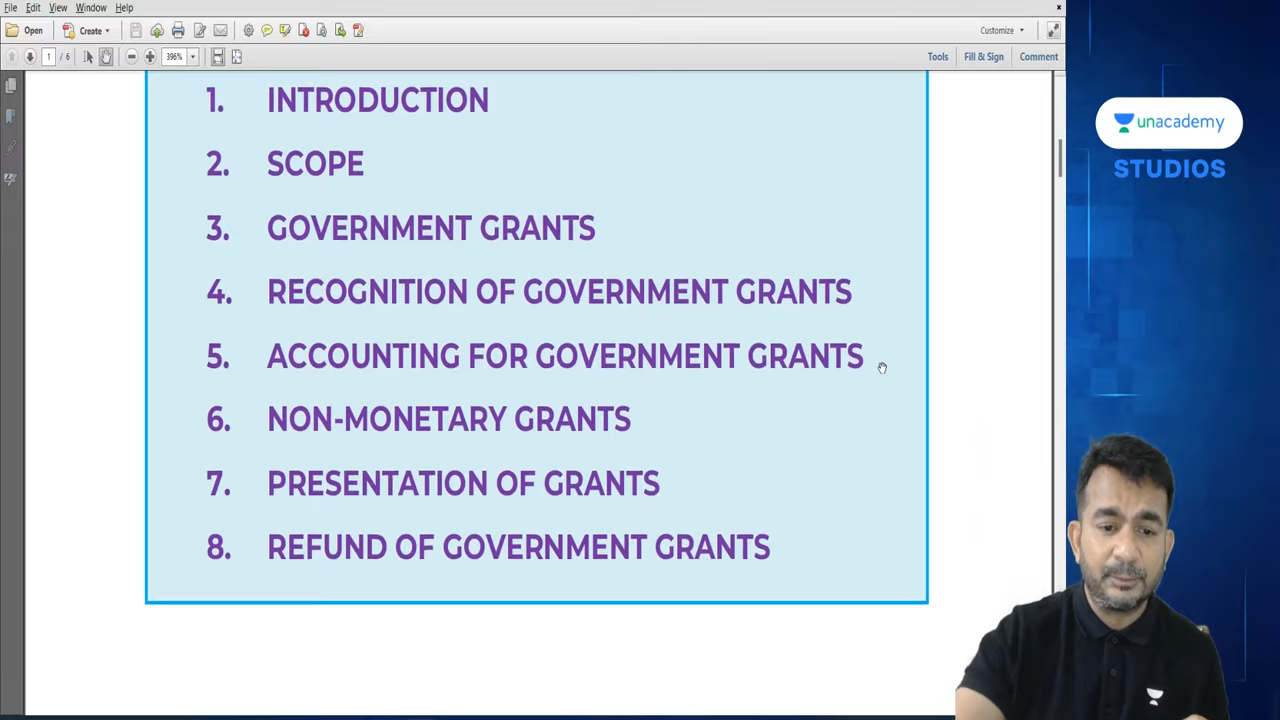 File Edit View Window Help
Open Create Customize
1 / 6 396% Tools Fill & Sign Comment
1. INTRODUCTION
2. SCOPE
3. GOVERNMENT GRANTS
4. RECOGNITION OF GOVERNMENT GRANTS
5. ACCOUNTING FOR GOVERNMENT GRANTS
6. NON-MONETARY GRANTS
7. PRESENTATION OF GRANTS
8. REFUND OF GOVERNMENT GRANTS
unacademy
STUDIOS